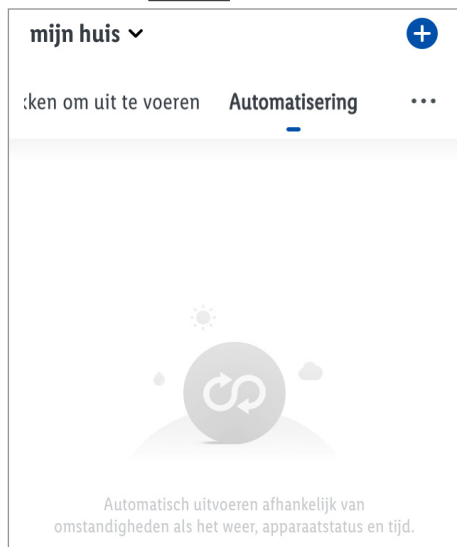 mijn huis
ken om uit te voeren Automatisering
Automatisch uitvoeren afhankelijk van
omstandigheden als het weer, apparaatstatus en tijd.